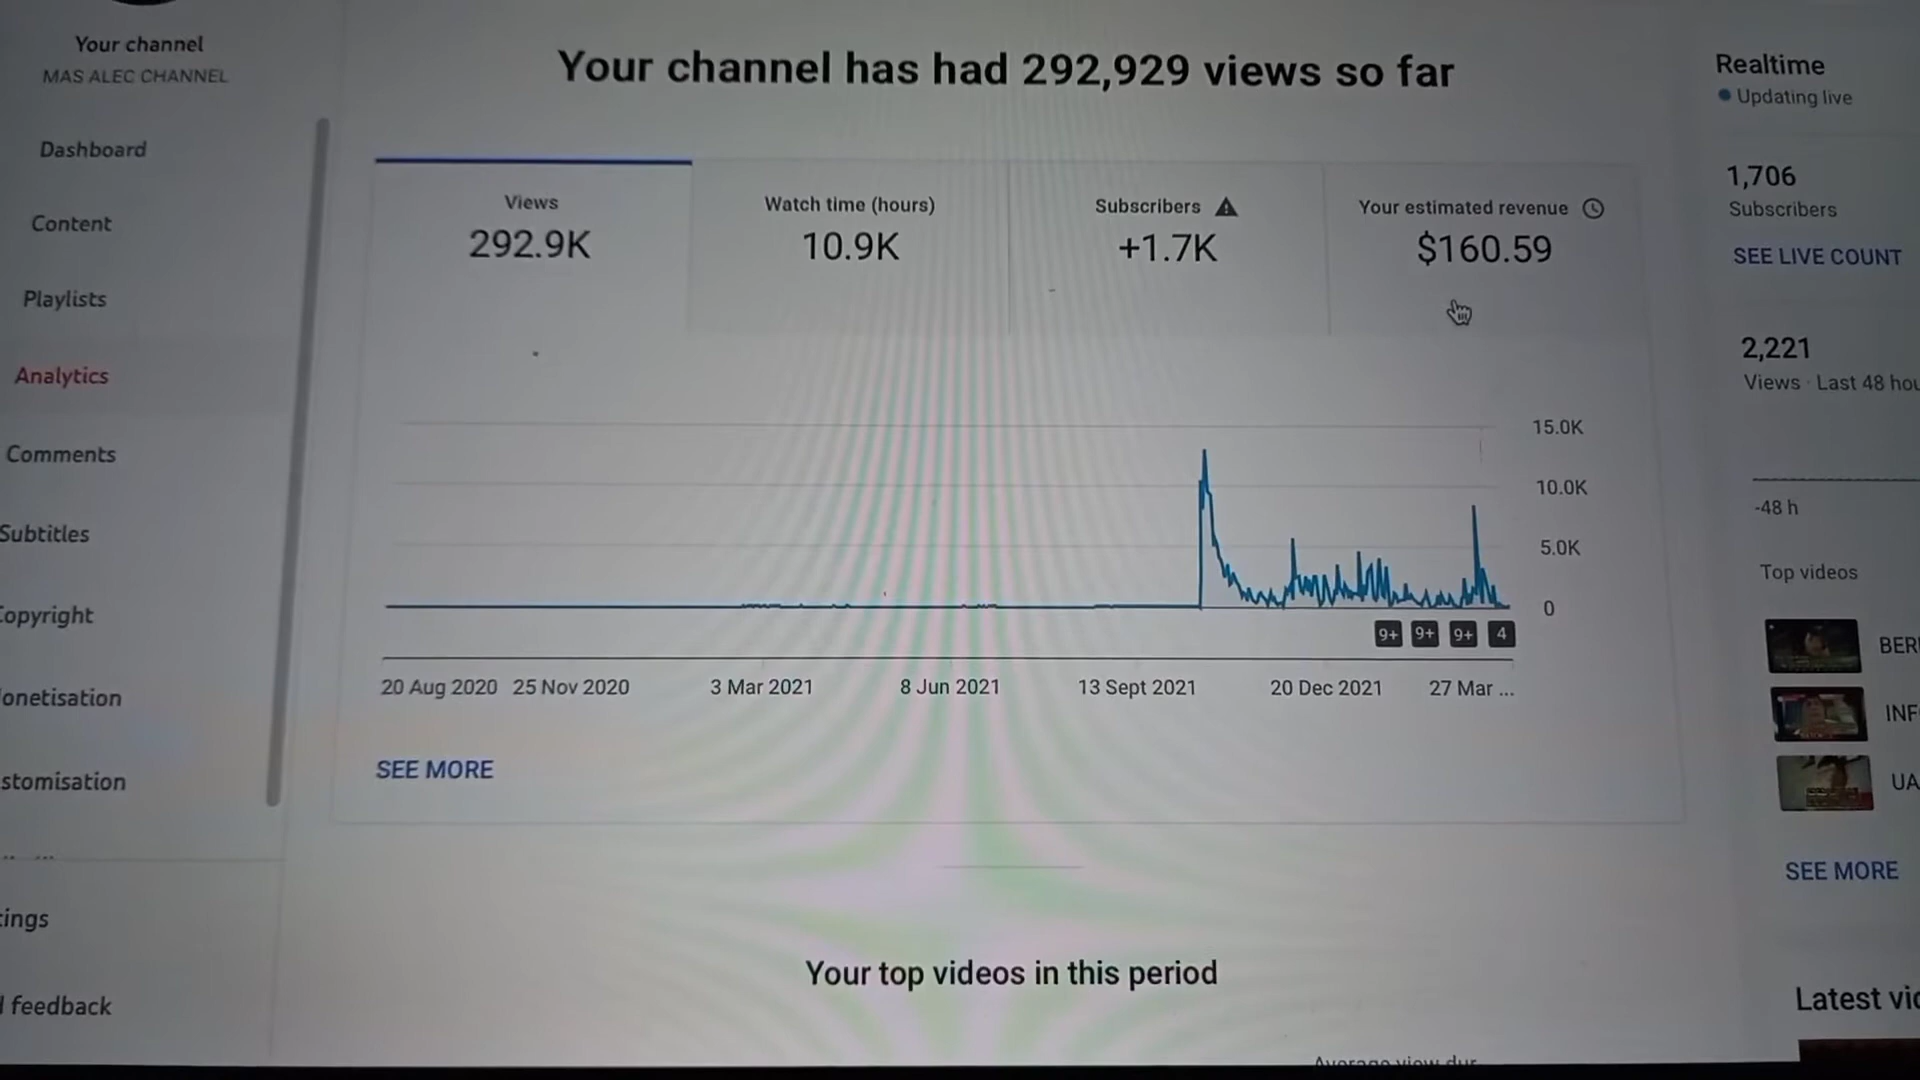 Your channel
MAS ALEC CHANNEL
Dashboard
Content
Playlists
Analytics
Comments
Subtitles
opyright
onetisation
stomisation
ings
feedback
Your channel has had 292,929 views so far
Views
292.9K
Watch time (hours)
10.9K
Subscribers
+1.7K
Your estimated revenue
$160.59
15.0K
10.0K
5.0K
0
9+ 9+ 9+ 4
20 Aug 2020 25 Nov 2020 3 Mar 2021 8 Jun 2021 13 Sept 2021 20 Dec 2021 27 Mar ...
SEE MORE
Your top videos in this period
Realtime
Updating live
1,706
Subscribers
SEE LIVE COUNT
2,221
Views · Last 48 hou
-48 h
Top videos
BER
INF
UA
SEE MORE
Latest vid